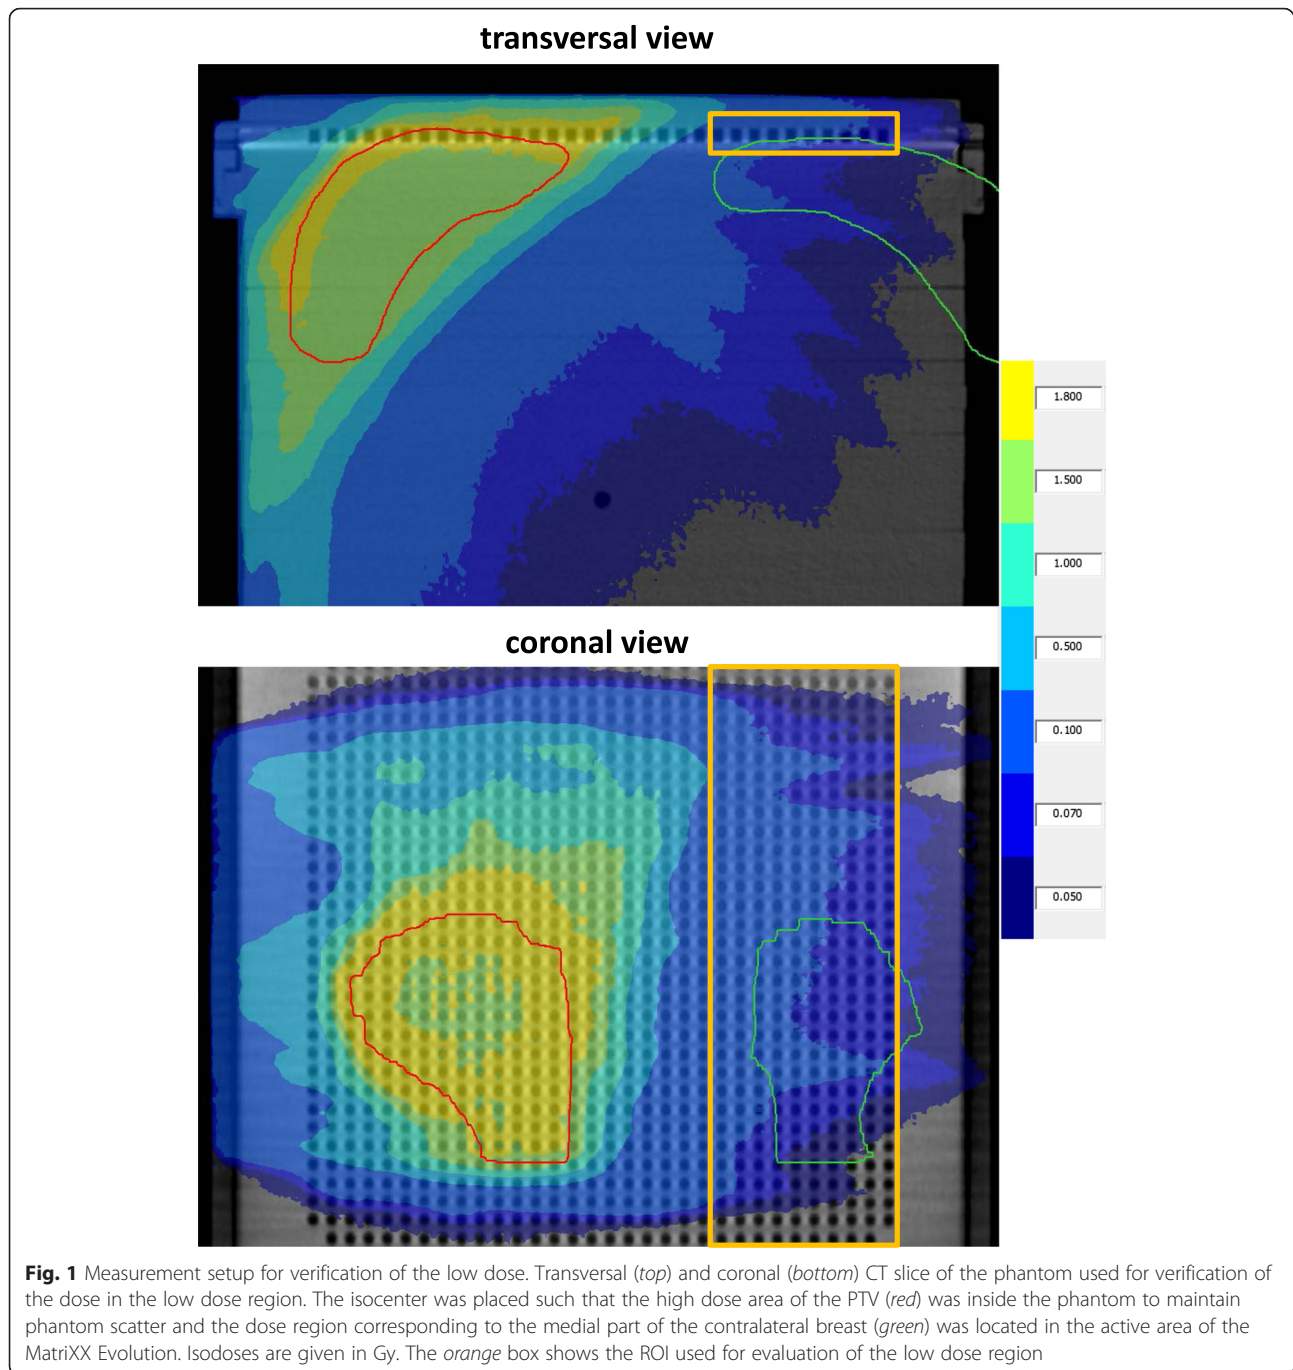 transversal view
1.800
1.500
1.000
0.500
0.100
0.070
0.050
coronal view
Fig. 1 Measurement setup for verification of the low dose. Transversal (top) and coronal (bottom) CT slice of the phantom used for verification of
the dose in the low dose region. The isocenter was placed such that the high dose area of the PTV (red) was inside the phantom to maintain
phantom scatter and the dose region corresponding to the medial part of the contralateral breast (green) was located in the active area of the
MatriXX Evolution. Isodoses are given in Gy. The orange box shows the ROI used for evaluation of the low dose region